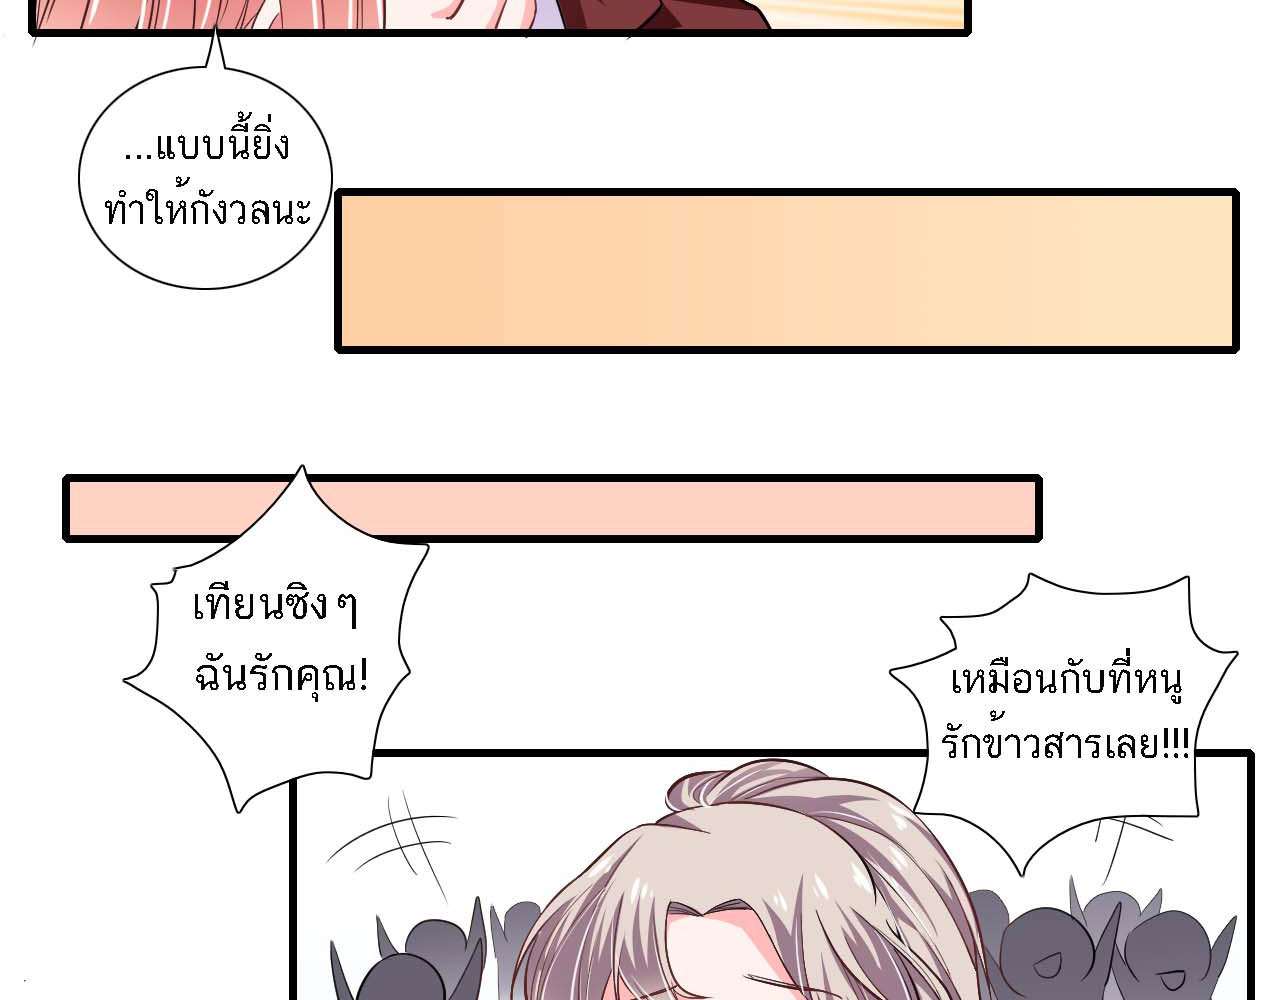 ...แบบนี้ยิ่ง
ทำให้กังวลนะ
เทียนซิงๆ
ฉันรักคุณ!
เหมือนกับที่หนู
รักข้าวสารเลย!!!